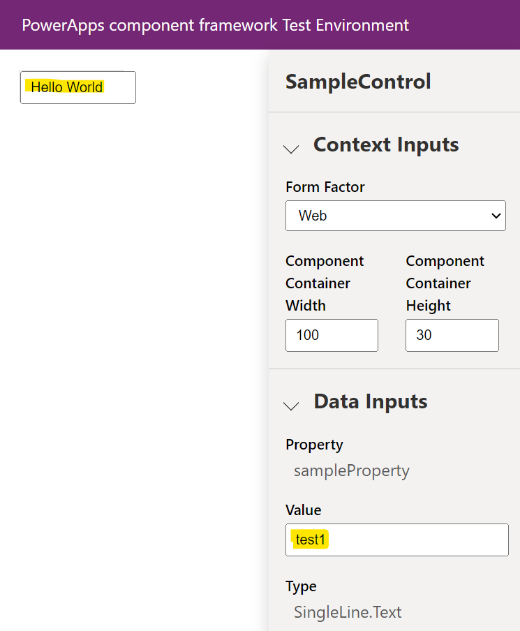 PowerApps component framework Test Environment
Hello World
SampleControl
Context Inputs
Form Factor
Web
Component Container Width
Component Container Height
100
30
Data Inputs
Property
sampleProperty
Value
test1
Type
SingleLine.Text